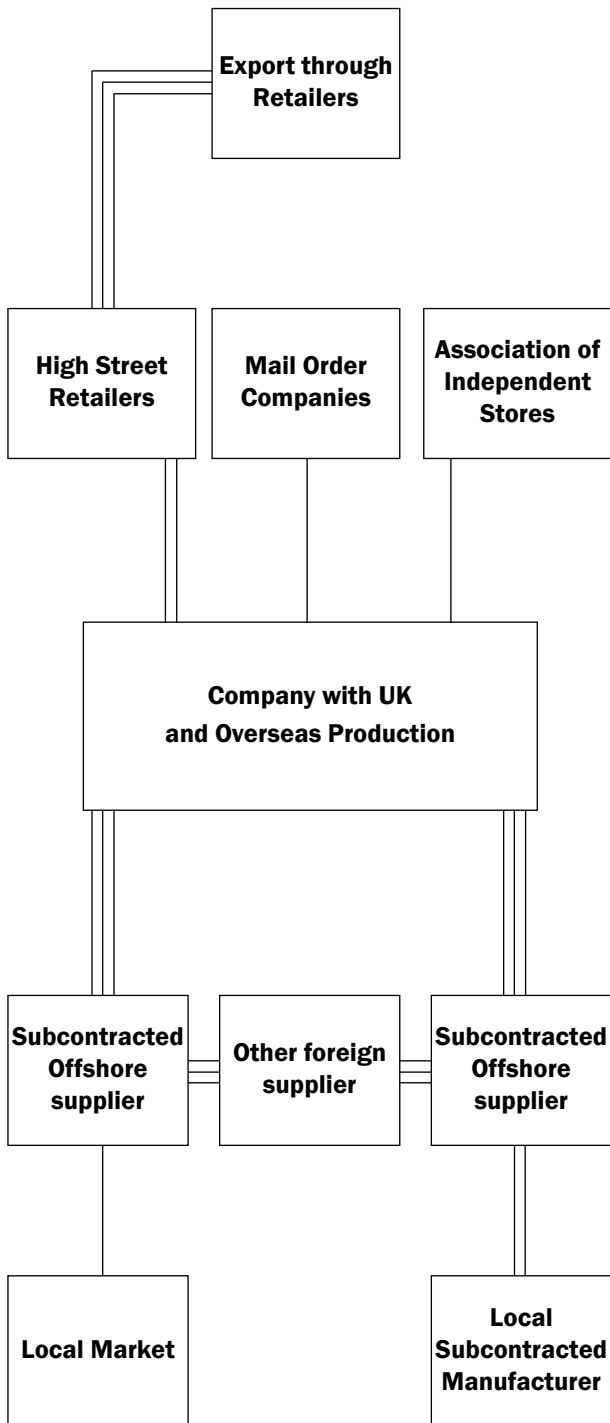 Export through
Retailers
High Street
Retailers
Mail Order
Companies
Association of
Independent
Stores
Company with UK
and Overseas Production
Subcontracted
Offshore
supplier
Other foreign
supplier
Subcontracted
Offshore
supplier
Local Market
Local
Subcontracted
Manufacturer